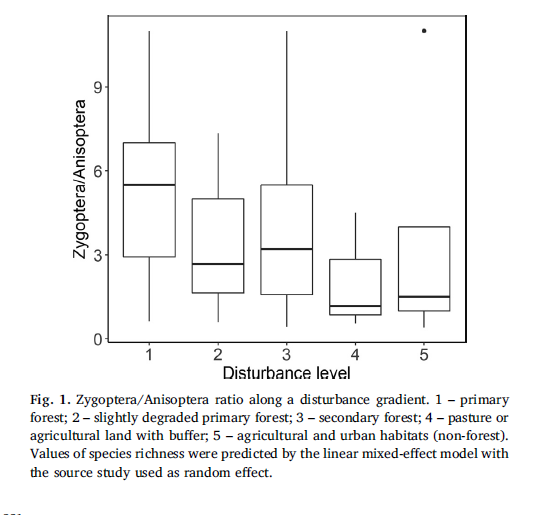 Zygoptera/Anisoptera
9
6
3
0
1 2 3 4 5
Disturbance level
Fig. 1. Zygoptera/Anisoptera ratio along a disturbance gradient. 1 – primary
forest; 2 – slightly degraded primary forest; 3 – secondary forest; 4 – pasture or
agricultural land with buffer; 5 – agricultural and urban habitats (non-forest).
Values of species richness were predicted by the linear mixed-effect model with
the source study used as random effect.